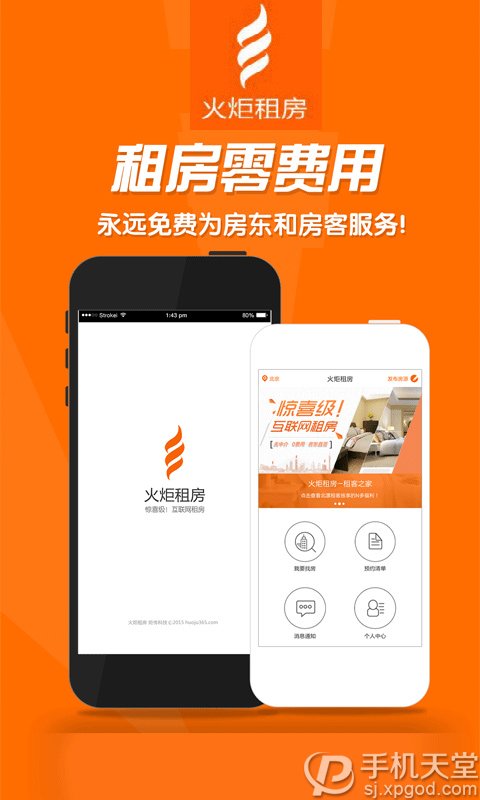 火炬租房
租房零费用
永远免费为房东和房客服务!
Strokei
1:43 pm
80%
火炬租房
惊喜级! 互联网租房
火炬租房 炬传科技 © 2015 huoju365.com
北京
火炬租房
发布房源
惊喜级!
互联网租房
火炬租房—租客之家
我要找房
预约清单
消息通知
个人中心
手机天堂
sj.xpgod.com